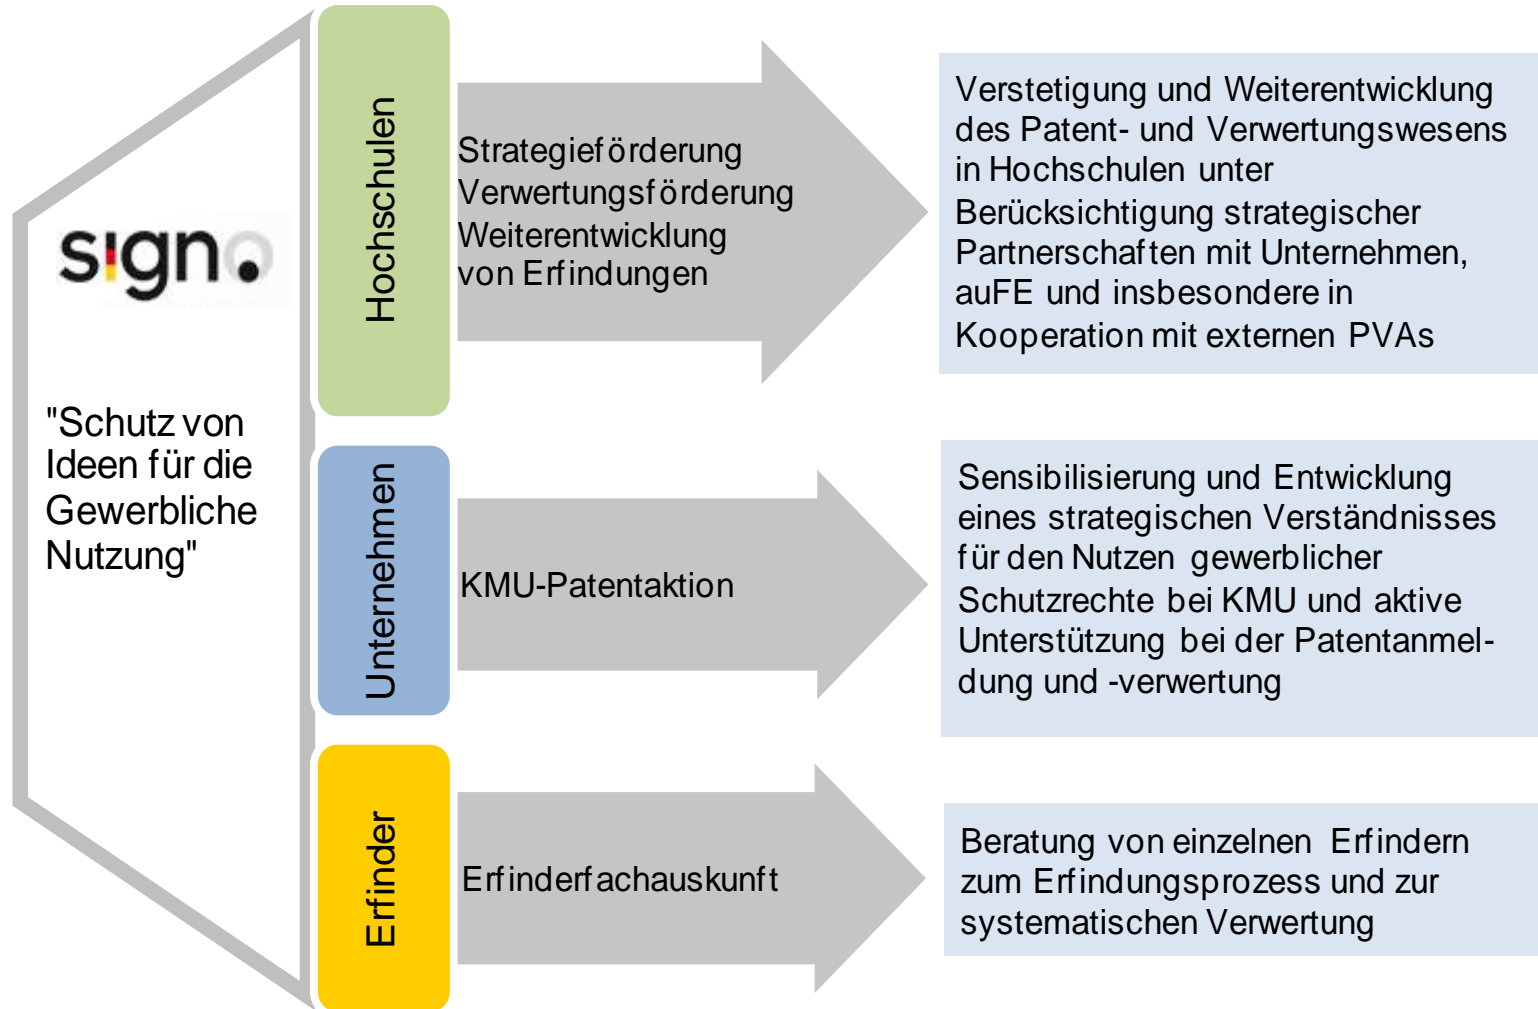 signo
"Schutz von
Ideen für die
Gewerbliche
Nutzung"
Hochschulen
Strategieförderung
Verwertungsförderung
Weiterentwicklung
von Erfindungen
Verstetigung und Weiterentwicklung
des Patent- und Verwertungswesens
in Hochschulen unter
Berücksichtigung strategischer
Partnerschaften mit Unternehmen,
auFE und insbesondere in
Kooperation mit externen PVAs
Unternehmen
KMU-Patentaktion
Sensibilisierung und Entwicklung
eines strategischen Verständnisses
für den Nutzen gewerblicher
Schutzrechte bei KMU und aktive
Unterstützung bei der Patentanmel-
dung und -verwertung
Erfinder
Erfinderfachauskunft
Beratung von einzelnen Erfindern
zum Erfindungsprozess und zur
systematischen Verwertung